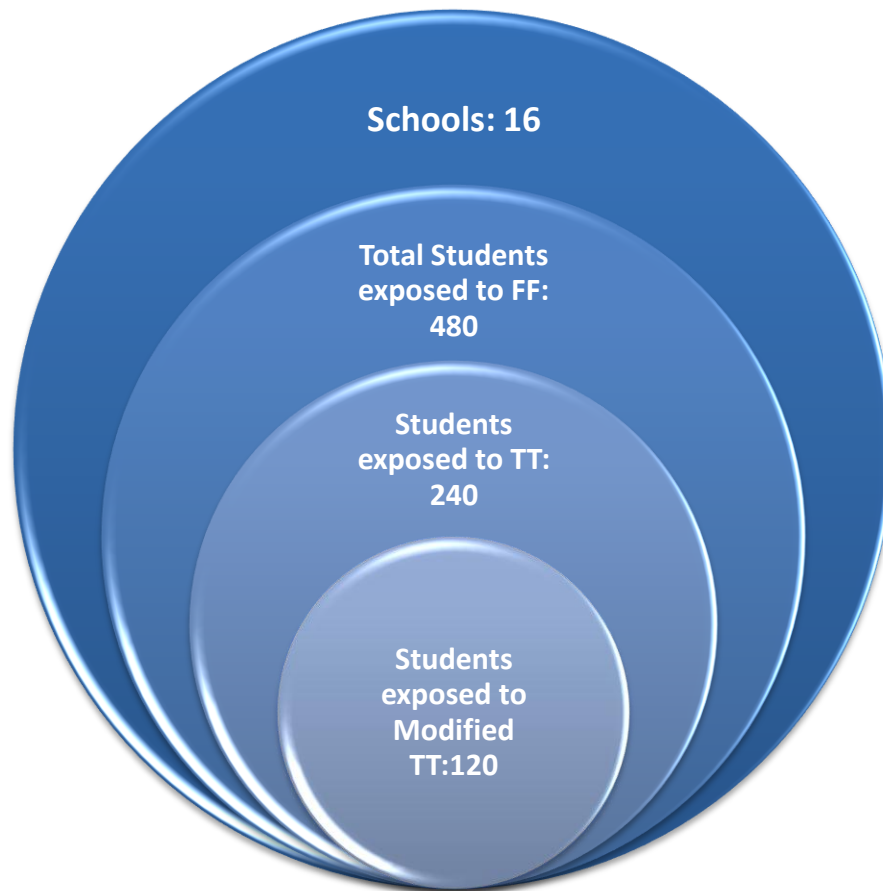 Schools: 16
Total Students
exposed to FF:
480
Students
exposed to TT:
240
Students
exposed to
Modified
TT:120